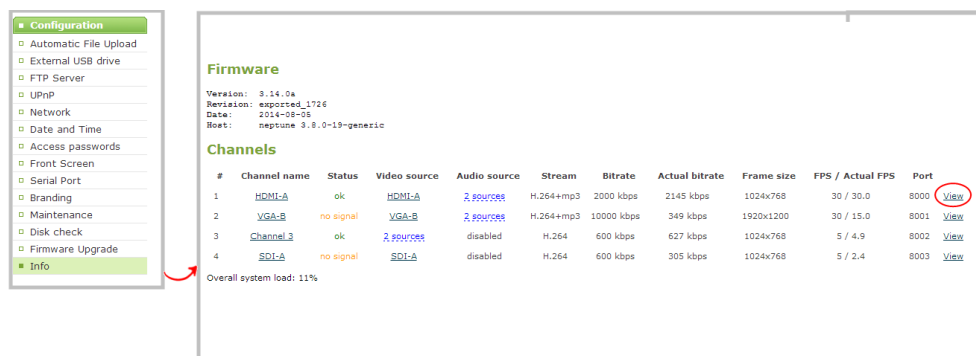 Configuration
Automatic File Upload
External USB drive
FTP Server
UPnP
Network
Date and Time
Access passwords
Front Screen
Serial Port
Branding
Maintenance
Disk check
Firmware Upgrade
Info
Firmware
Version: 3.14.0a
Revision: exported_1726
Date: 2014-08-05
Host: neptune 3.8.0-19-generic
Channels
# Channel name Status Video source Audio source Stream Bitrate Actual bitrate Frame size FPS / Actual FPS Port
1 HDMI-A ok HDMI-A 2 sources H.264+mp3 2000 kbps 2145 kbps 1024x768 30 / 30.0 8000 View
2 VGA-B no signal VGA-B 2 sources H.264+mp3 10000 kbps 349 kbps 1920x1200 30 / 15.0 8001 View
3 Channel 3 ok 2 sources disabled H.264 600 kbps 627 kbps 1024x768 5 / 4.9 8002 View
4 SDI-A no signal SDI-A disabled H.264 600 kbps 305 kbps 1024x768 5 / 2.4 8003 View
Overall system load: 11%